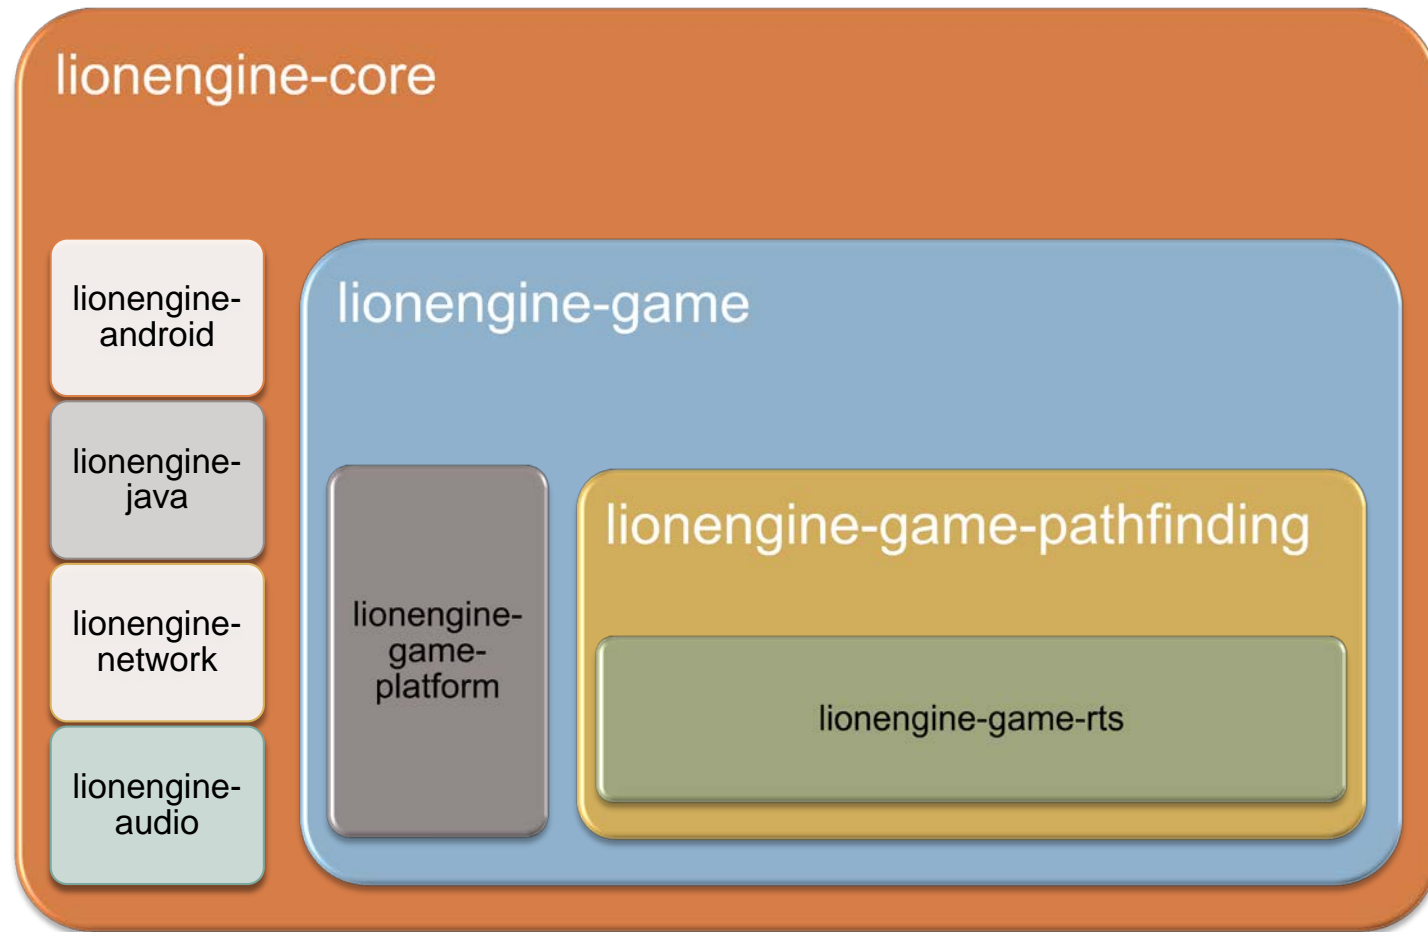 lionengine-core
lionengine-
android
lionengine-
java
lionengine-
network
lionengine-
audio
lionengine-game
lionengine-
game-
platform
lionengine-game-pathfinding
lionengine-game-rts